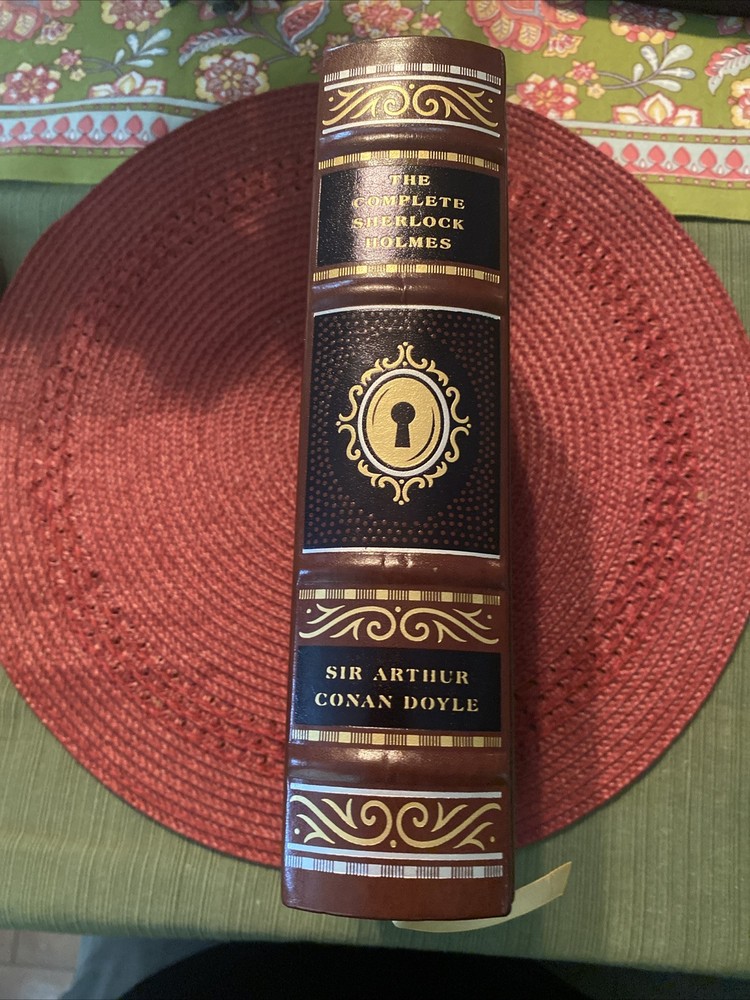 THE
COMPLETE
SHERLOCK
HOLMES
SIR ARTHUR
CONAN DOYLE